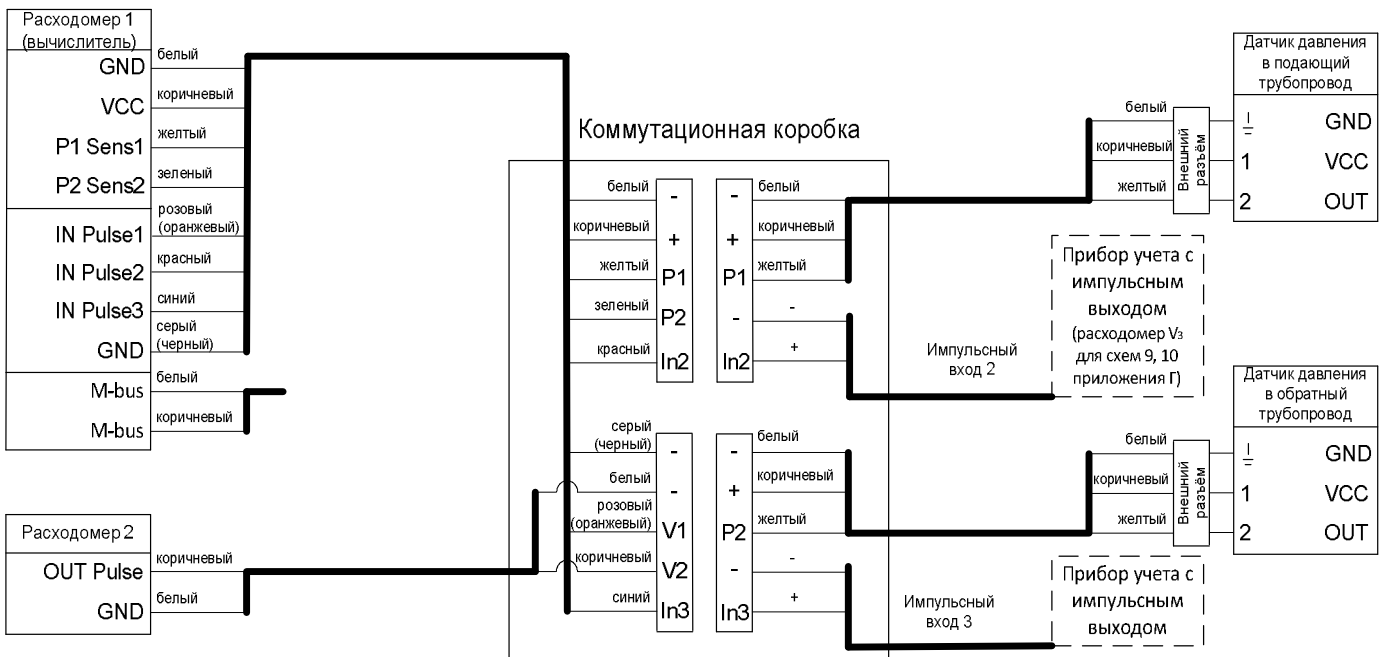 Расходомер 1
(вычислитель)
GND
белый
VCC
коричневый
P1 Sens1
желтый
P2 Sens2
зеленый
IN Pulse1
розовый
(оранжевый)
IN Pulse2
красный
IN Pulse3
синий
GND
серый
(черный)
M-bus
белый
M-bus
коричневый
Расходомер 2
OUT Pulse
коричневый
GND
белый
Коммутационная коробка
белый
-
коричневый
+
желтый
P1
зеленый
P2
красный
In2
-
белый
+
коричневый
P1
желтый
-
-
In2
+
серый
(черный)
-
белый
-
розовый
(оранжевый)
V1
коричневый
V2
синий
In3
-
белый
+
коричневый
P2
желтый
-
-
In3
+
Импульсный
вход 2
Импульсный
вход 3
белый
коричневый
желтый
Внешний
разъём
Датчик давления
в подающий
трубопровод
GND
1
VCC
2
OUT
Прибор учета с
импульсным
выходом
(расходомер V₃
для схем 9, 10
приложения Г)
белый
коричневый
желтый
Внешний
разъём
Датчик давления
в обратный
трубопровод
GND
1
VCC
2
OUT
Прибор учета с
импульсным
выходом